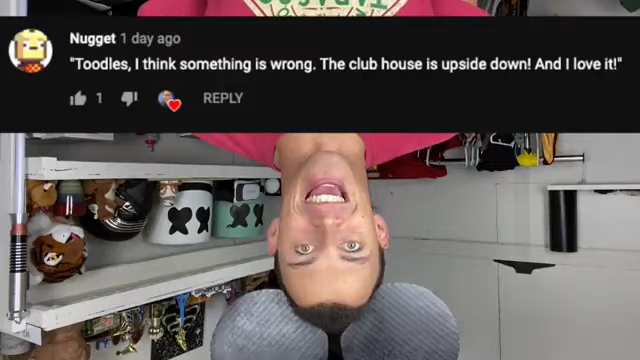 Nugget 1 day ago
"Toodles, I think something is wrong. The club house is upside down! And I love it!"
1 REPLY